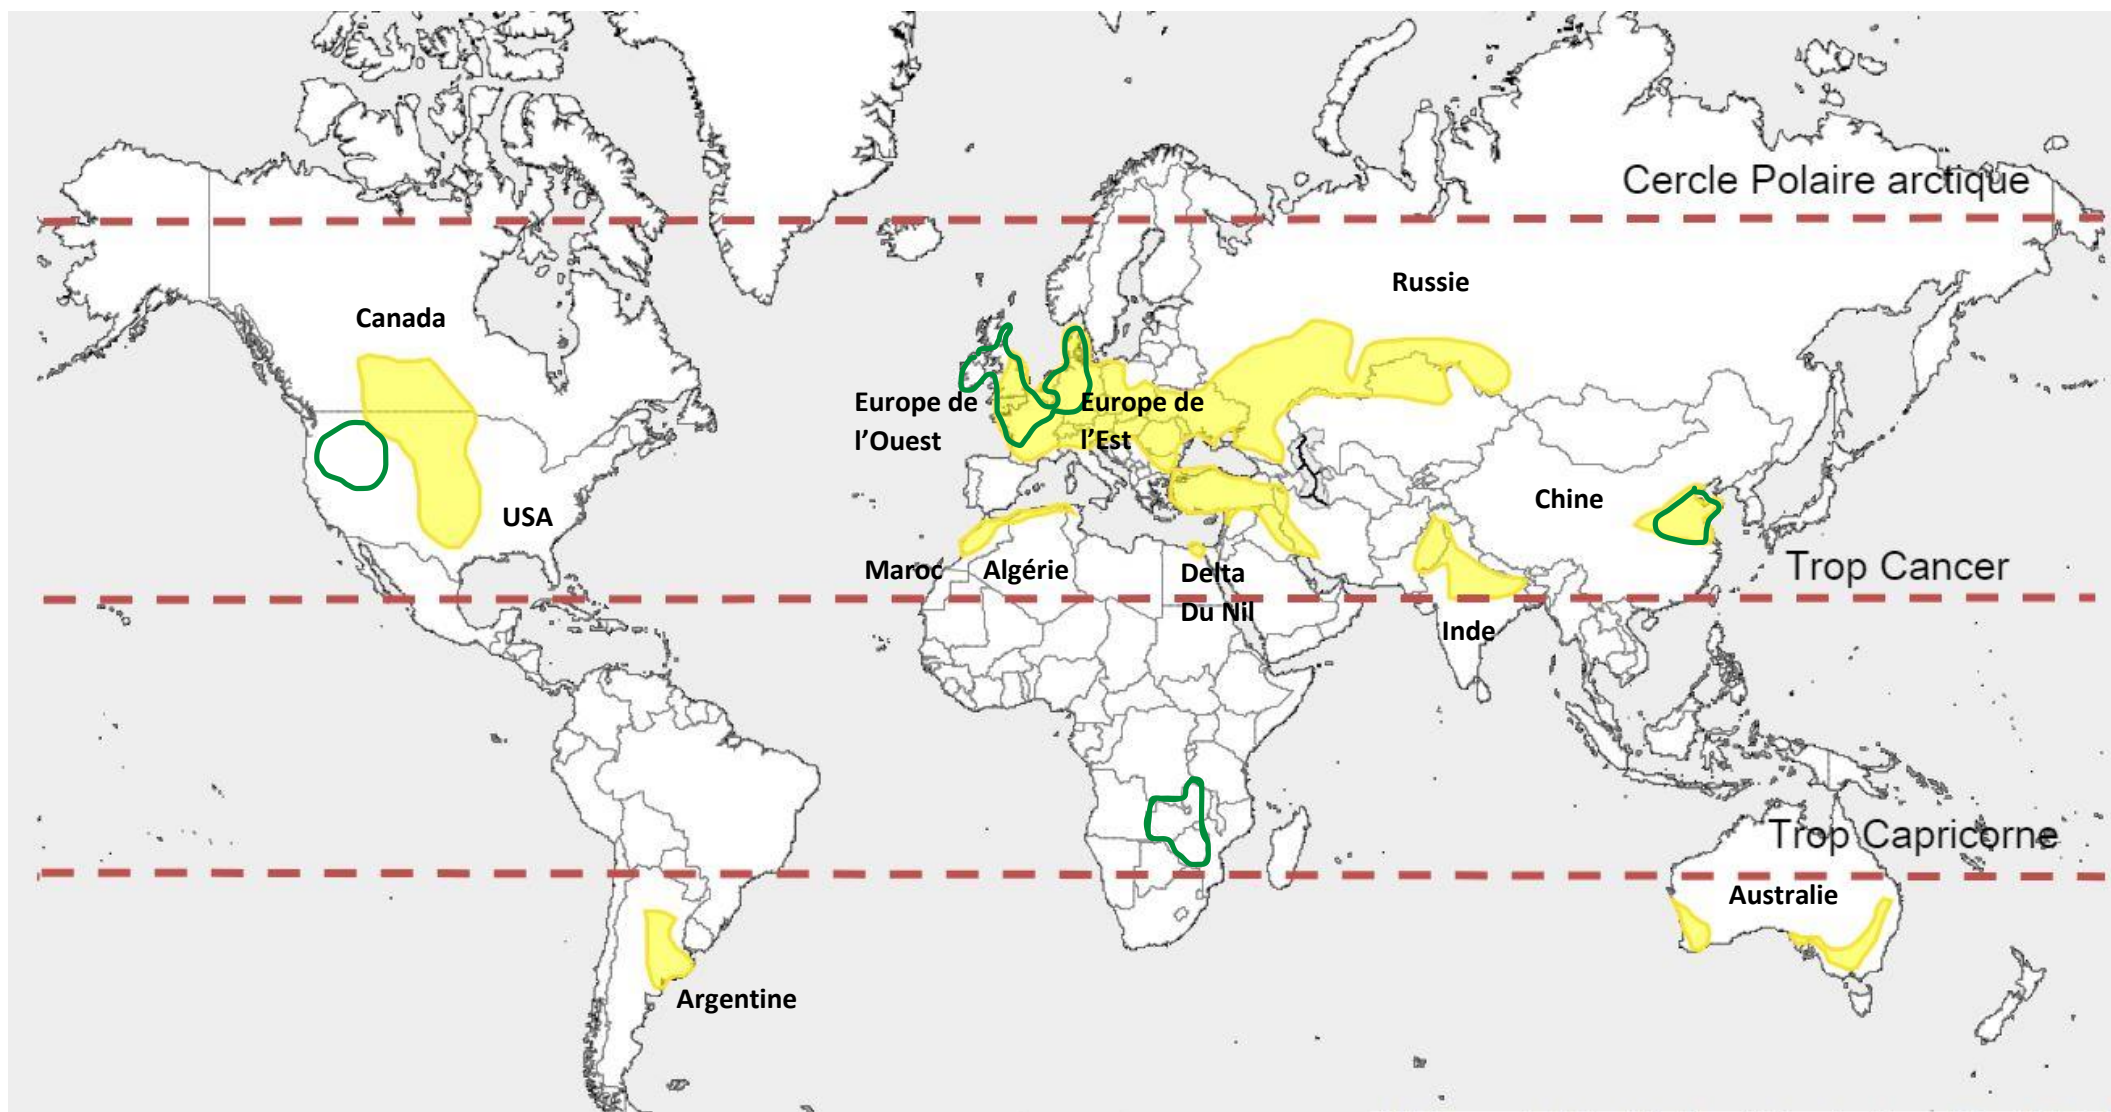 Cercle Polaire arctique
Russie
Canada
Europe de
l'Ouest
Europe de
l'Est
Chine
USA
Trop Cancer
Maroc
Algérie
Delta
Du Nil
Inde
Trop Capricorne
Australie
Argentine